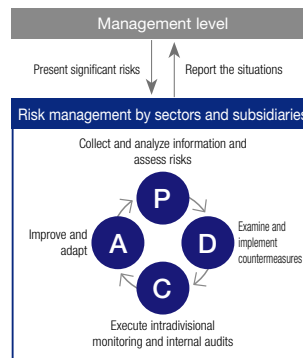 Management level
Present significant risks
Report the situations
Risk management by sectors and subsidiaries
Collect and analyze information and
assess risks
P
Improve and
adapt
A
D
Examine and
implement
countermeasures
C
Execute intradivisional
monitoring and internal audits